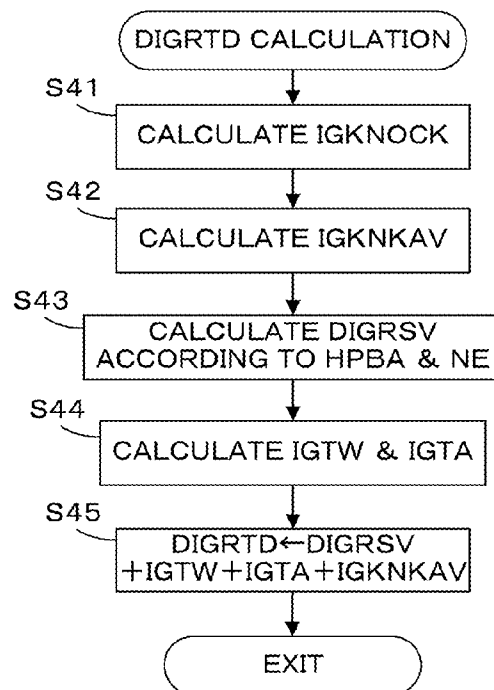 DIGRTD CALCULATION
S41
CALCULATE IGKNOCK
S42
CALCULATE IGKNKAV
S43
CALCULATE DIGRSV
ACCORDING TO HPBA & NE
S44
CALCULATE IGTW & IGTA
S45
DIGRTD←DIGRSV
+IGTW+IGTA+IGKNKAV
EXIT